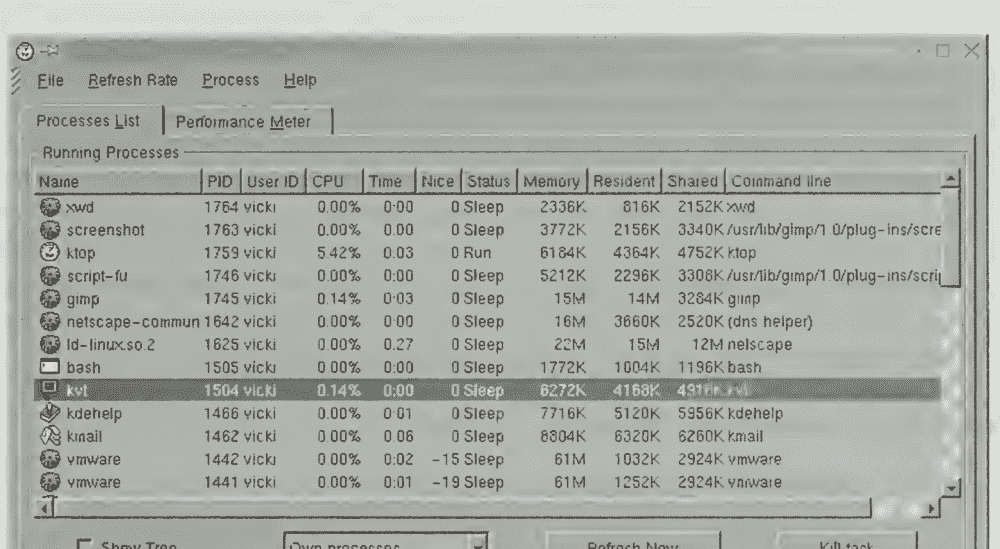 File Refresh Rate Process Help
Processes List Performance Meter
Running Processes
Name PID User ID CPU Time Nice Status Memory Resident Shared Command line
xwd 1764 vicki 0.00% 0:00 0 Sleep 2336K 816K 2152K xwd
screenshot 1763 vicki 0.00% 0:00 0 Sleep 3772K 2156K 3340K /usr/lib/gimp/1.0/plug-ins/scre
ktop 1759 vicki 5.42% 0:03 0 Run 6184K 4364K 4752K ktop
script-fu 1746 vicki 0.00% 0:00 0 Sleep 5212K 2296K 3308K /usr/lib/gimp/1.0/plug-ins/scrip
gimp 1745 vicki 0.14% 0:03 0 Sleep 15M 14M 3284K gimp
netscape-commun 1642 vicki 0.00% 0:00 0 Sleep 16M 3660K 2520K (dns helper)
ld-linux.so.2 1625 vicki 0.00% 0:27 0 Sleep 22M 15M 12M netscape
bash 1505 vicki 0.00% 0:00 0 Sleep 1772K 1004K 1196K bash
kvt 1504 vicki 0.14% 0:00 0 Sleep 6272K 4168K kvt
kdehelp 1466 vicki 0.00% 0:01 0 Sleep 7716K 5120K 5956K kdehelp
kmail 1462 vicki 0.00% 0:06 0 Sleep 8804K 6320K 6260K kmail
vmware 1442 vicki 0.00% 0:02 -15 Sleep 61M 1032K 2924K vmware
vmware 1441 vicki 0.00% 0:01 -19 Sleep 61M 1252K 2924K vmware
Show Tree Own processes Refresh Now Kill task